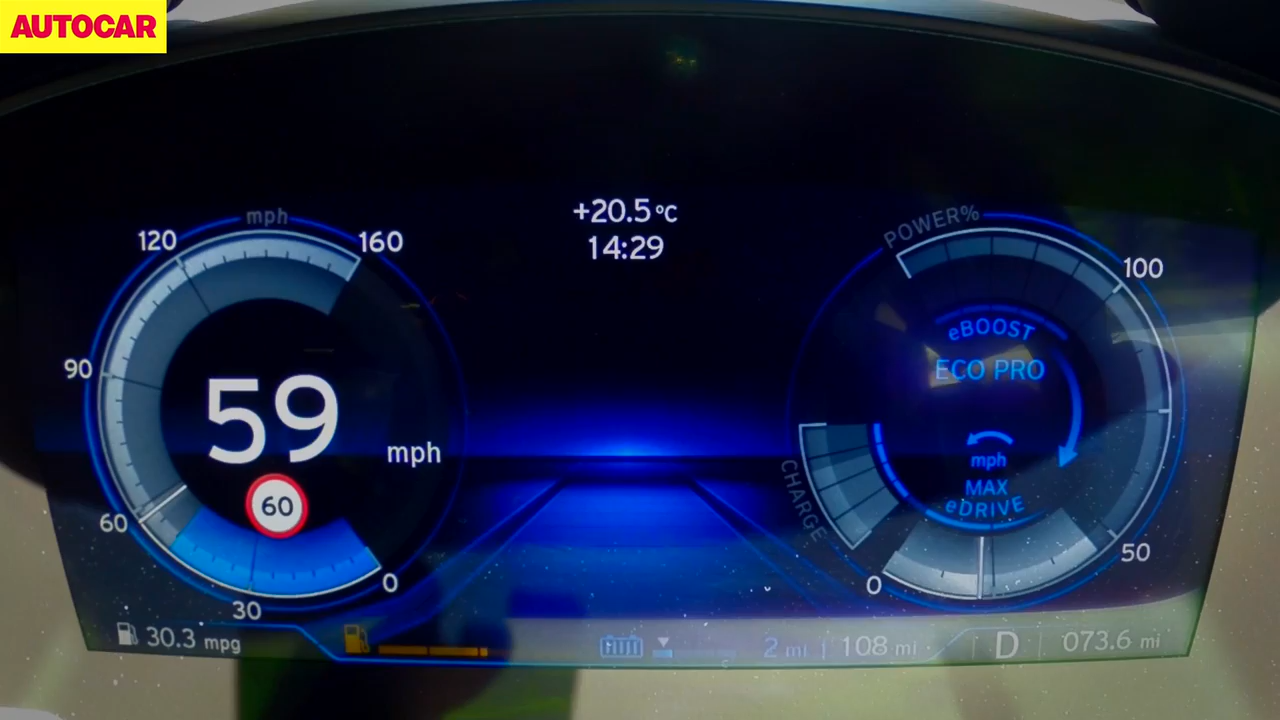 AUTOCAR
+20.5°C
14:29
mph
120
160
90
59
mph
60
60
30
0
POWER%
100
eBOOST
ECO PRO
mph
MAX
eDRIVE
CHARGE
50
0
30.3 mpg
2 mi
108 mi
D
073.6 mi